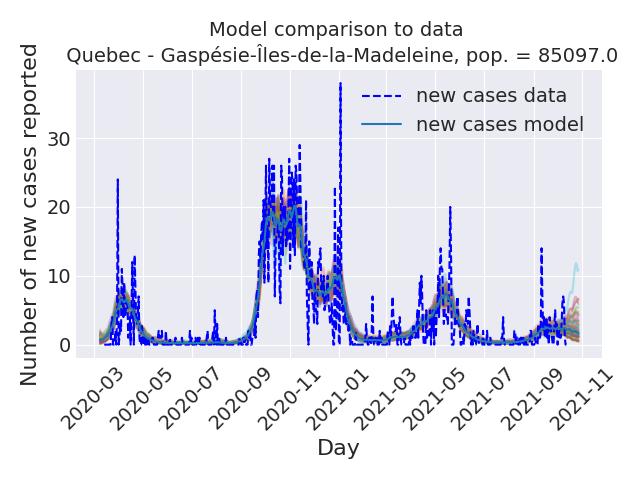 Model comparison to data
Quebec - Gaspésie-Îles-de-la-Madeleine, pop. = 85097.0
Number of new cases reported
30
20
10
0
new cases data
new cases model
2020-03
2020-05
2020-07
2020-09
2020-11
2021-01
2021-03
2021-05
2021-07
2021-09
2021-11
Day